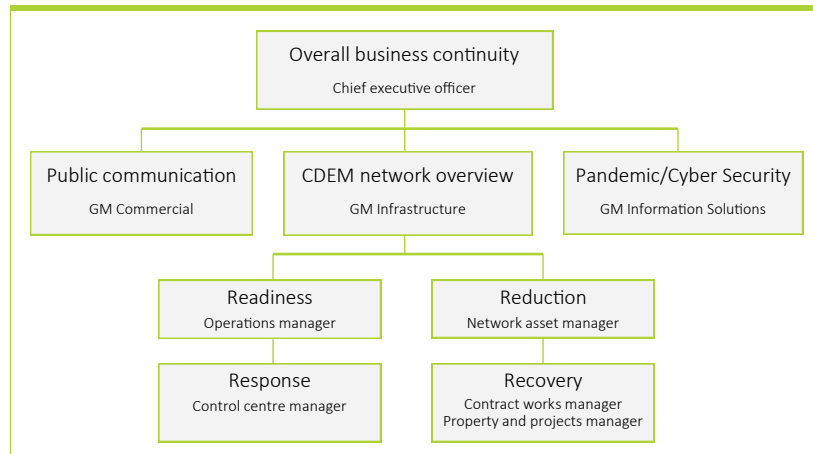 Overall business continuity
Chief executive officer
Public communication
GM Commercial
CDEM network overview
GM Infrastructure
Pandemic/Cyber Security
GM Information Solutions
Readiness
Operations manager
Reduction
Network asset manager
Response
Control centre manager
Recovery
Contract works manager
Property and projects manager